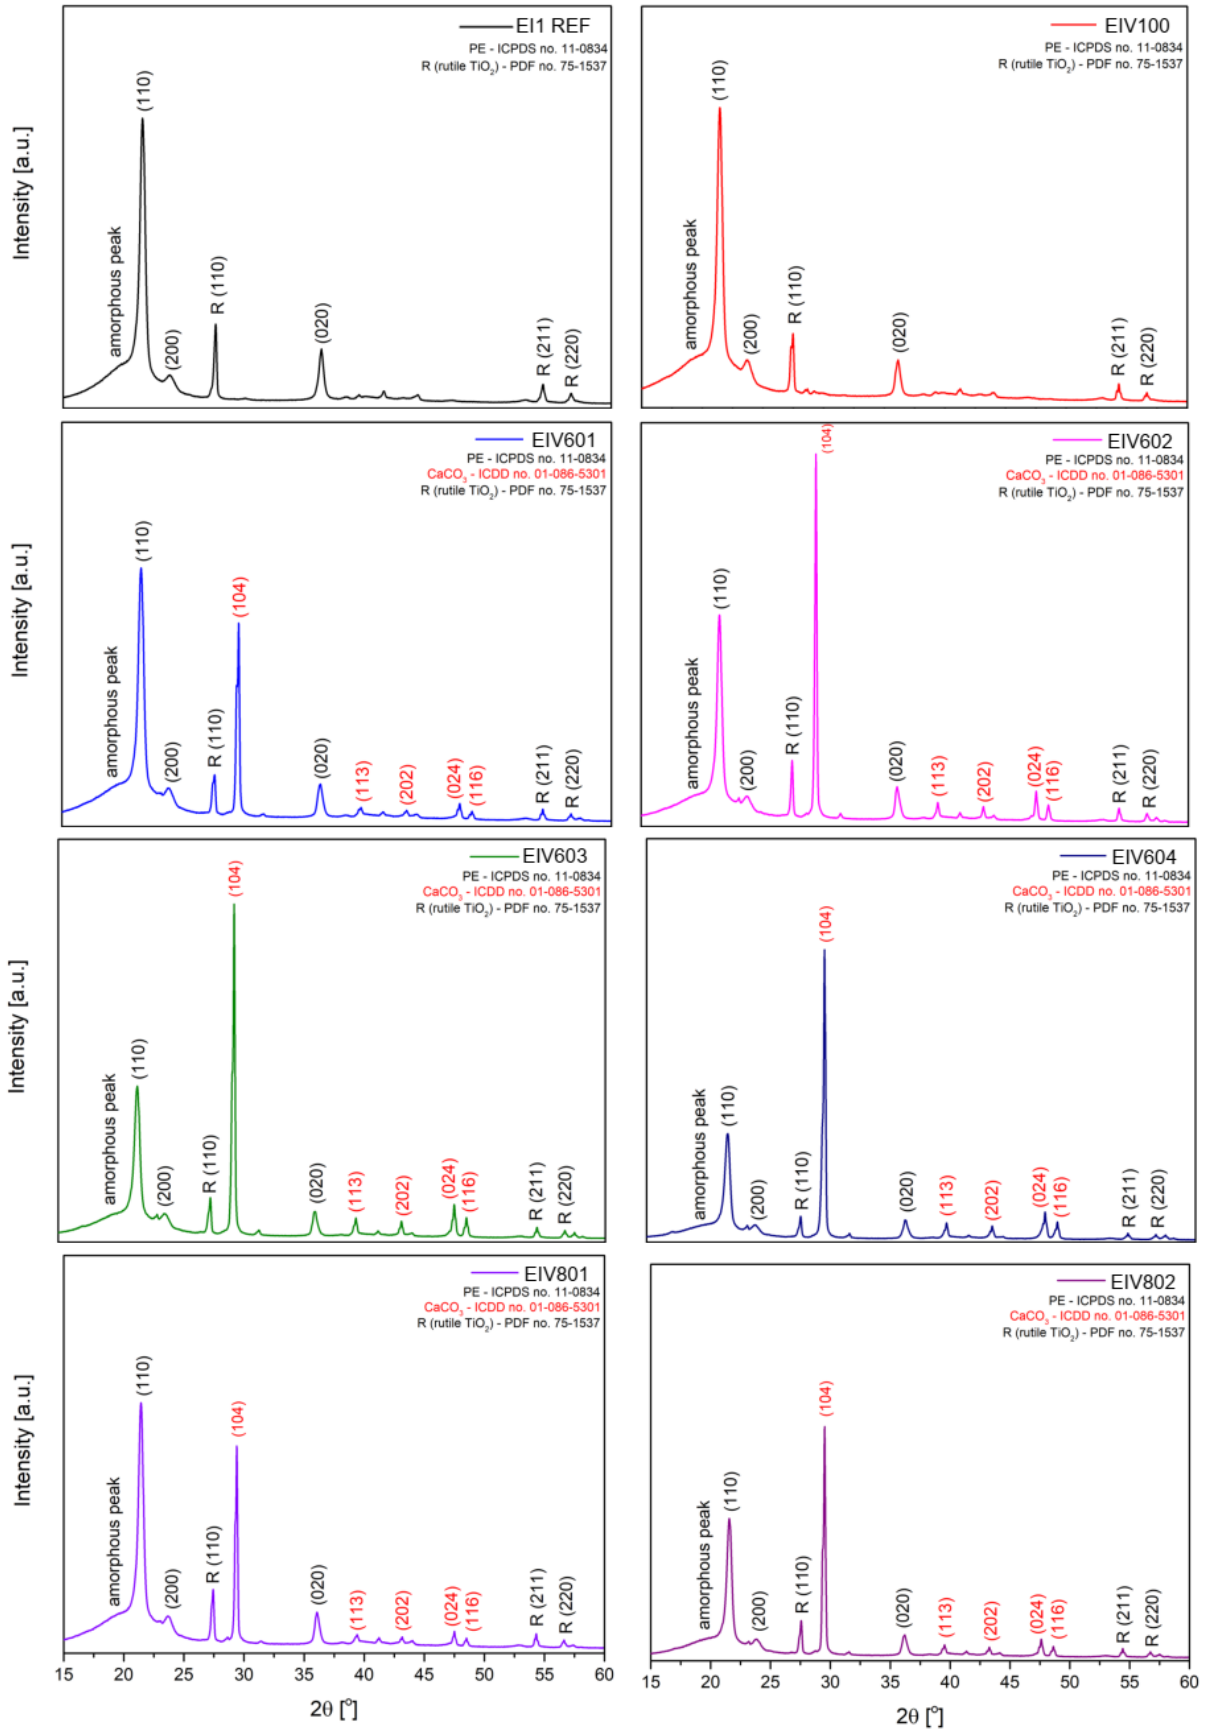 EI1 REF
PE - ICPDS no. 11-0834
R (rutile TiO₂) - PDF no. 75-1537
Intensity [a.u.]
amorphous peak
(110)
(200)
R (110)
(020)
R (211)
R (220)
EIV100
PE - ICPDS no. 11-0834
R (rutile TiO₂) - PDF no. 75-1537
amorphous peak
(110)
(200)
R (110)
(020)
R (211)
R (220)
EIV601
PE - ICPDS no. 11-0834
CaCO₃ - ICDD no. 01-086-5301
R (rutile TiO₂) - PDF no. 75-1537
Intensity [a.u.]
amorphous peak
(110)
(200)
R (110)
(104)
(020)
(113)
(202)
(024)
(116)
R (211)
R (220)
EIV602
PE - ICPDS no. 11-0834
CaCO₃ - ICDD no. 01-086-5301
R (rutile TiO₂) - PDF no. 75-1537
amorphous peak
(110)
(200)
R (110)
(104)
(020)
(113)
(202)
(024)
(116)
R (211)
R (220)
EIV603
PE - ICPDS no. 11-0834
CaCO₃ - ICDD no. 01-086-5301
R (rutile TiO₂) - PDF no. 75-1537
Intensity [a.u.]
amorphous peak
(110)
(200)
R (110)
(104)
(020)
(113)
(202)
(024)
(116)
R (211)
R (220)
EIV604
PE - ICPDS no. 11-0834
CaCO₃ - ICDD no. 01-086-5301
R (rutile TiO₂) - PDF no. 75-1537
amorphous peak
(110)
(200)
R (110)
(104)
(020)
(113)
(202)
(024)
(116)
R (211)
R (220)
EIV801
PE - ICPDS no. 11-0834
CaCO₃ - ICDD no. 01-086-5301
R (rutile TiO₂) - PDF no. 75-1537
Intensity [a.u.]
amorphous peak
(110)
(200)
R (110)
(104)
(020)
(113)
(202)
(024)
(116)
R (211)
R (220)
15 20 25 30 35 40 45 50 55 60
2θ [°]
EIV802
PE - ICPDS no. 11-0834
CaCO₃ - ICDD no. 01-086-5301
R (rutile TiO₂) - PDF no. 75-1537
amorphous peak
(110)
(200)
R (110)
(104)
(020)
(113)
(202)
(024)
(116)
R (211)
R (220)
15 20 25 30 35 40 45 50 55 60
2θ [°]